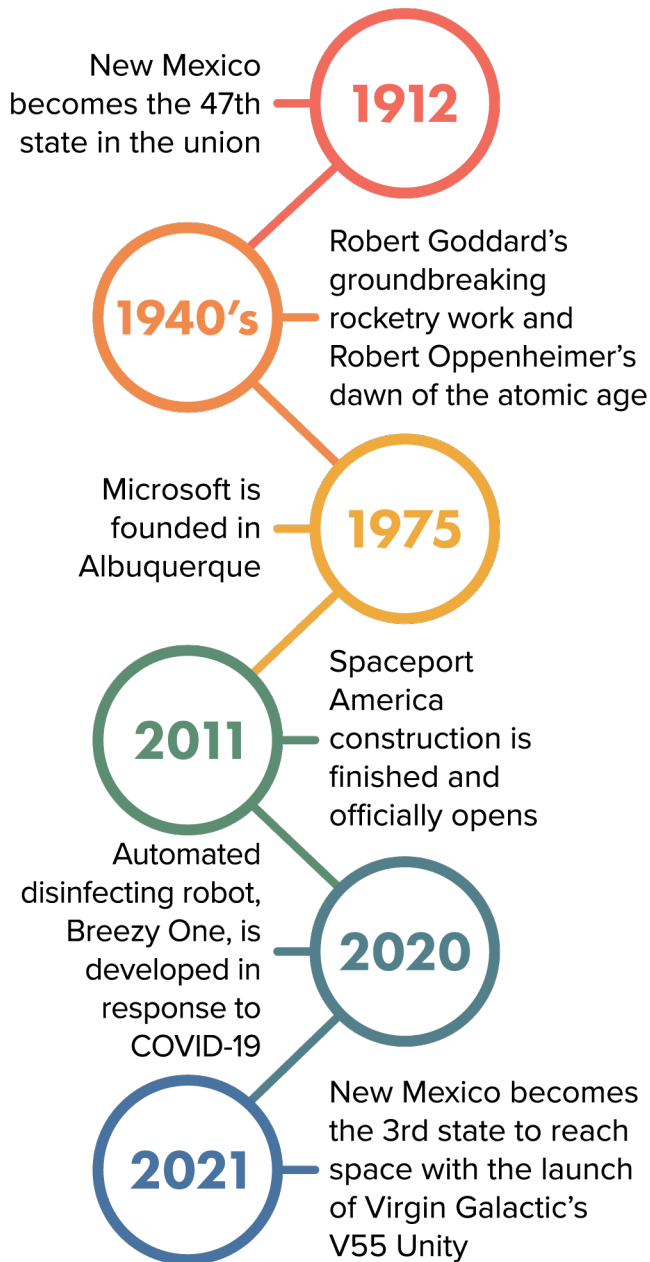 New Mexico
becomes the 47th
state in the union
1912
1940's
Robert Goddard’s
groundbreaking
rocketry work and
Robert Oppenheimer’s
dawn of the atomic age
Microsoft is
founded in
Albuquerque
1975
2011
Spaceport
America
construction is
finished and
officially opens
Automated
disinfecting robot,
Breezy One, is
developed in
response to
COVID-19
2020
2021
New Mexico becomes
the 3rd state to reach
space with the launch
of Virgin Galactic’s
V55 Unity